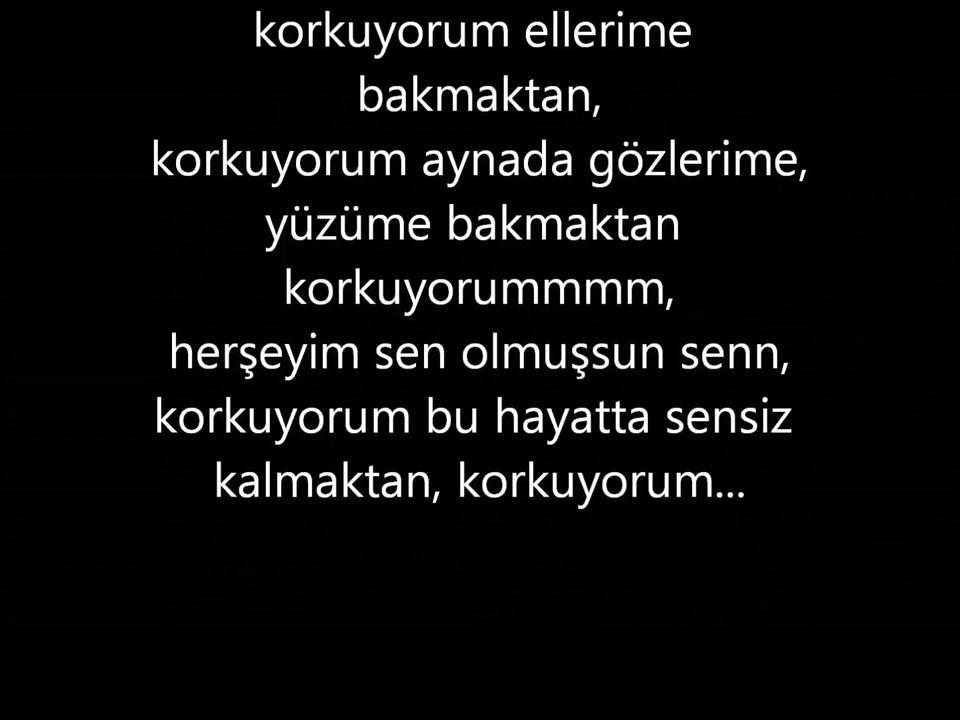 korkuyorum ellerime
bakmaktan,
korkuyorum aynada gözlerime,
yüzüme bakmaktan
korkuyorummmm,
herşeyim sen olmuşsun senn,
korkuyorum bu hayatta sensiz
kalmaktan, korkuyorum...